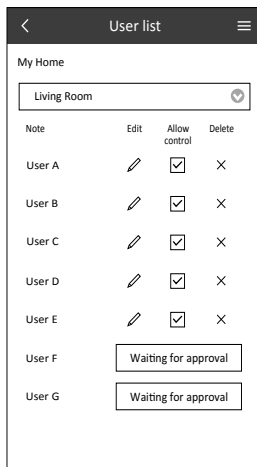 User list
My Home
Living Room
Note Edit Allow control Delete
User A
User B
User C
User D
User E
User F Waiting for approval
User G Waiting for approval